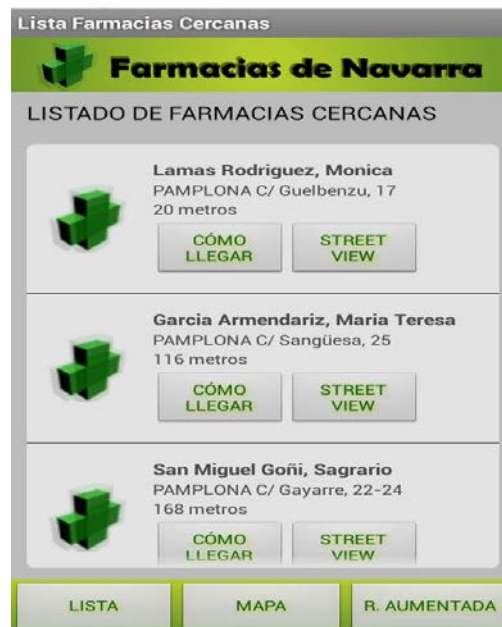 Lista Farmacias Cercanas
Farmacias de Navarra
LISTADO DE FARMACIAS CERCANAS
Lamas Rodriguez, Monica
PAMPLONA C/ Guelbenzu, 17
20 metros
CÓMO
LLEGAR
STREET
VIEW
Garcia Armendariz, Maria Teresa
PAMPLONA C/ Sangüesa, 25
116 metros
CÓMO
LLEGAR
STREET
VIEW
San Miguel Goñi, Sagrario
PAMPLONA C/ Gayarre, 22-24
168 metros
CÓMO
LLEGAR
STREET
VIEW
LISTA
MAPA
R. AUMENTADA